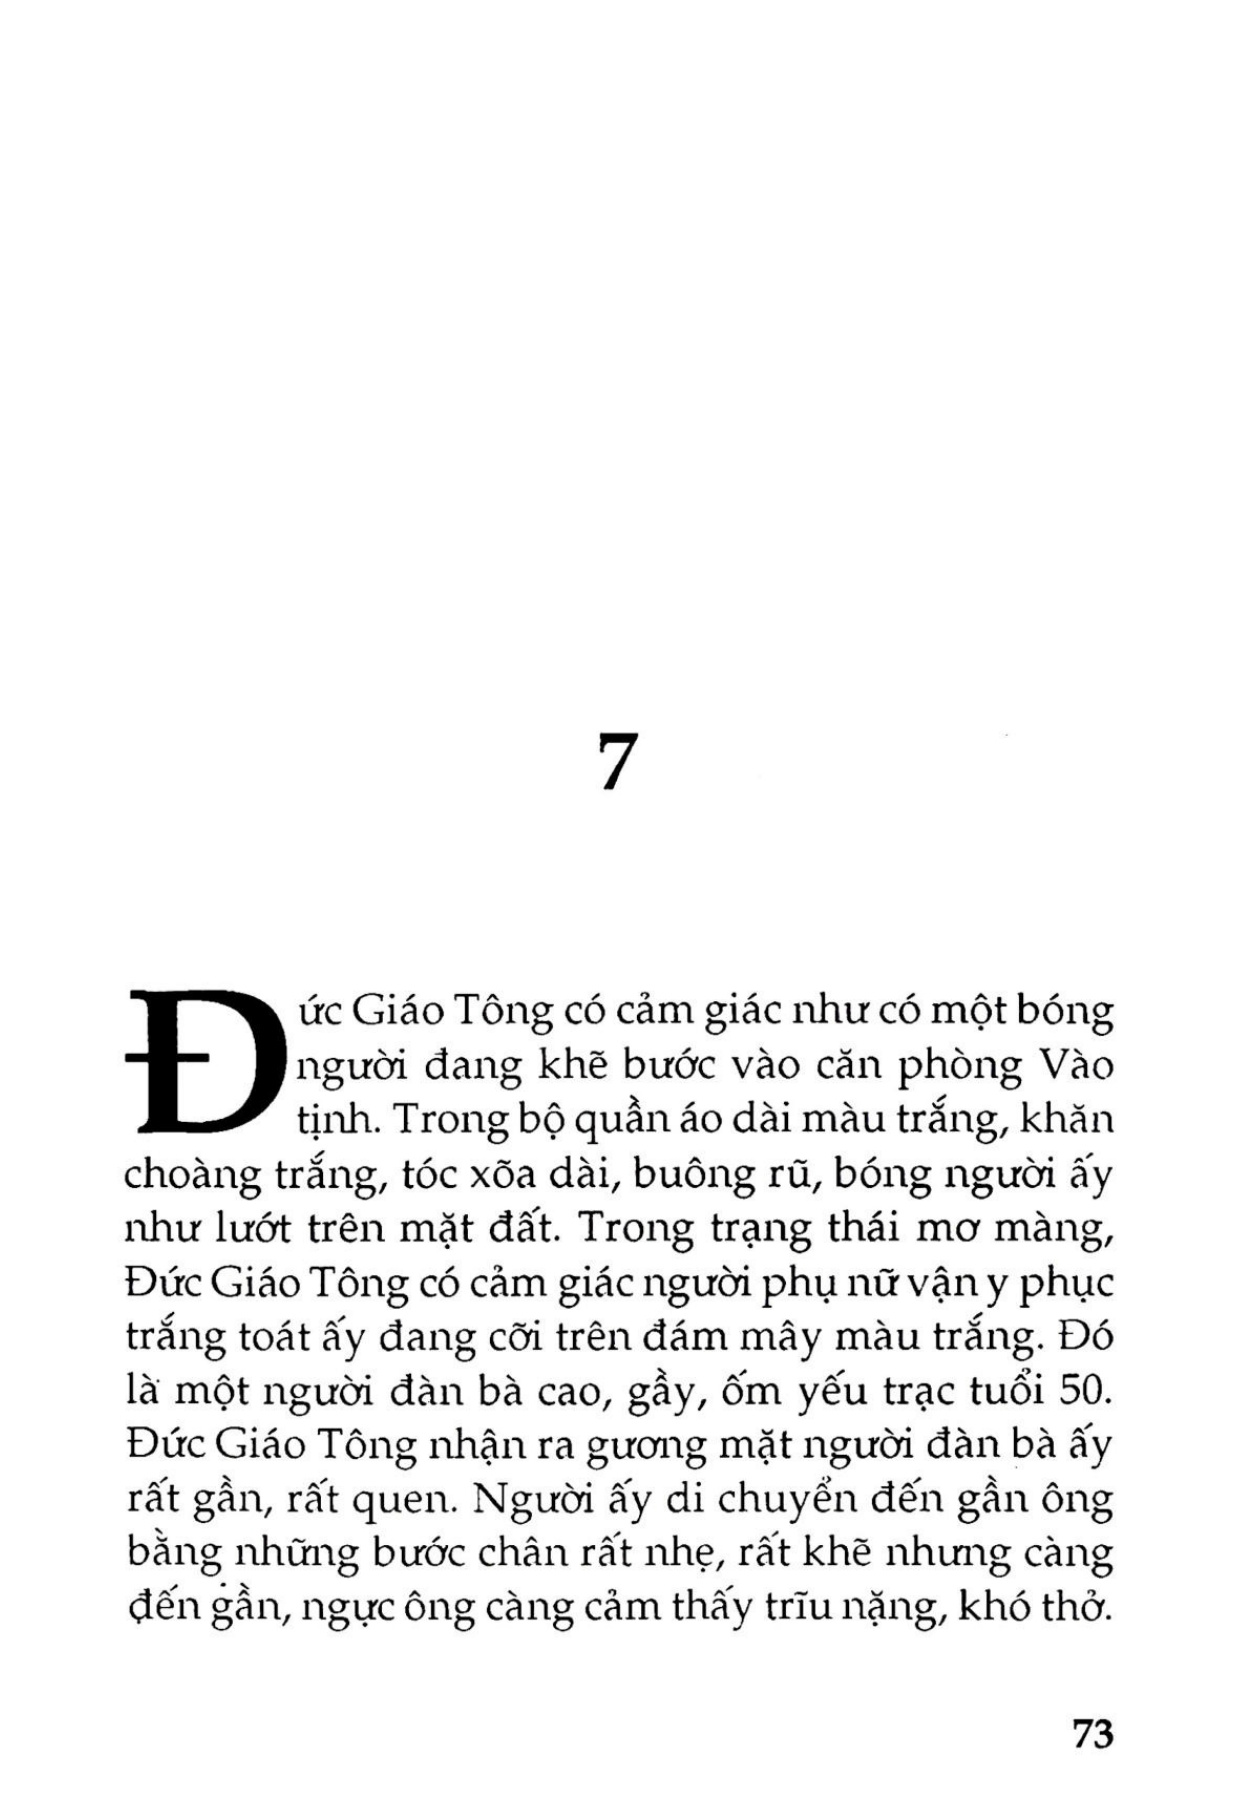 7
Đức Giáo Tông có cảm giác như có một bóng
người đang khẽ bước vào căn phòng Vào
tịnh. Trong bộ quần áo dài màu trắng, khăn
choàng trắng, tóc xõa dài, buông rũ, bóng người ấy
như lướt trên mặt đất. Trong trạng thái mơ màng,
Đức Giáo Tông có cảm giác người phụ nữ vận y phục
trắng toát ấy đang cỡi trên đám mây màu trắng. Đó
là một người đàn bà cao, gầy, ốm yếu trạc tuổi 50.
Đức Giáo Tông nhận ra gương mặt người đàn bà ấy
rất gần, rất quen. Người ấy di chuyển đến gần ông
bằng những bước chân rất nhẹ, rất khẽ nhưng càng
đến gần, ngực ông càng cảm thấy trĩu nặng, khó thở.
73